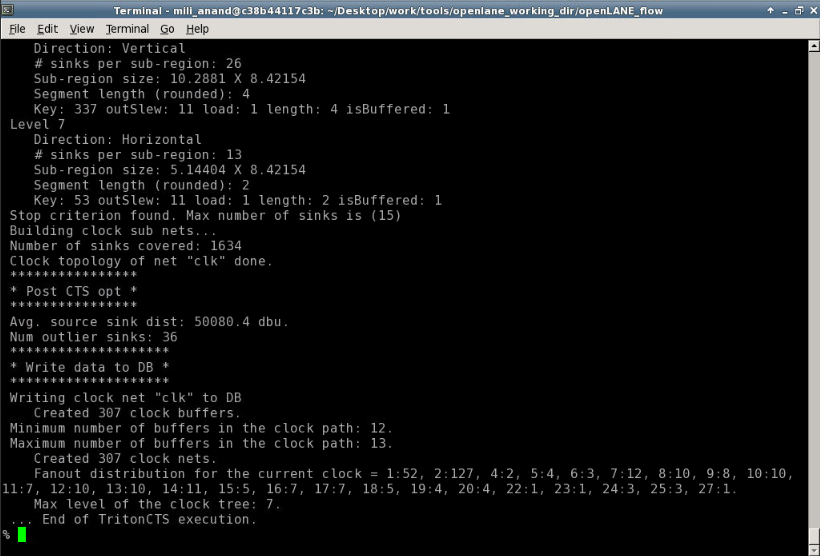 Terminal - mili_anand@c38b44117c3b: ~/Desktop/work/tools/openlane_working_dir/openLANE_flow
File Edit View Terminal Go Help
Direction: Vertical
# sinks per sub-region: 26
Sub-region size: 10.2881 X 8.42154
Segment length (rounded): 4
Key: 337 outSlew: 11 load: 1 length: 4 isBuffered: 1
Level 7
Direction: Horizontal
# sinks per sub-region: 13
Sub-region size: 5.14404 X 8.42154
Segment length (rounded): 2
Key: 53 outSlew: 11 load: 1 length: 2 isBuffered: 1
Stop criterion found. Max number of sinks is (15)
Building clock sub nets...
Number of sinks covered: 1634
Clock topology of net "clk" done.
****************
* Post CTS opt *
****************
Avg. source sink dist: 50080.4 dbu.
Num outlier sinks: 36
********************
* Write data to DB *
********************
Writing clock net "clk" to DB
Created 307 clock buffers.
Minimum number of buffers in the clock path: 12.
Maximum number of buffers in the clock path: 13.
Created 307 clock nets.
Fanout distribution for the current clock = 1:52, 2:127, 4:2, 5:4, 6:3, 7:12, 8:10, 9:8, 10:10,
11:7, 12:10, 13:10, 14:11, 15:5, 16:7, 17:7, 18:5, 19:4, 20:4, 22:1, 23:1, 24:3, 25:3, 27:1.
Max level of the clock tree: 7.
... End of TritonCTS execution.
%